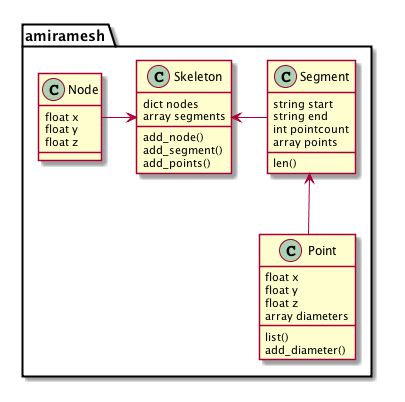 amiramesh
C Node
float x
float y
float z
C Skeleton
dict nodes
array segments
add_node()
add_segment()
add_points()
C Segment
string start
string end
int pointcount
array points
len()
C Point
float x
float y
float z
array diameters
list()
add_diameter()